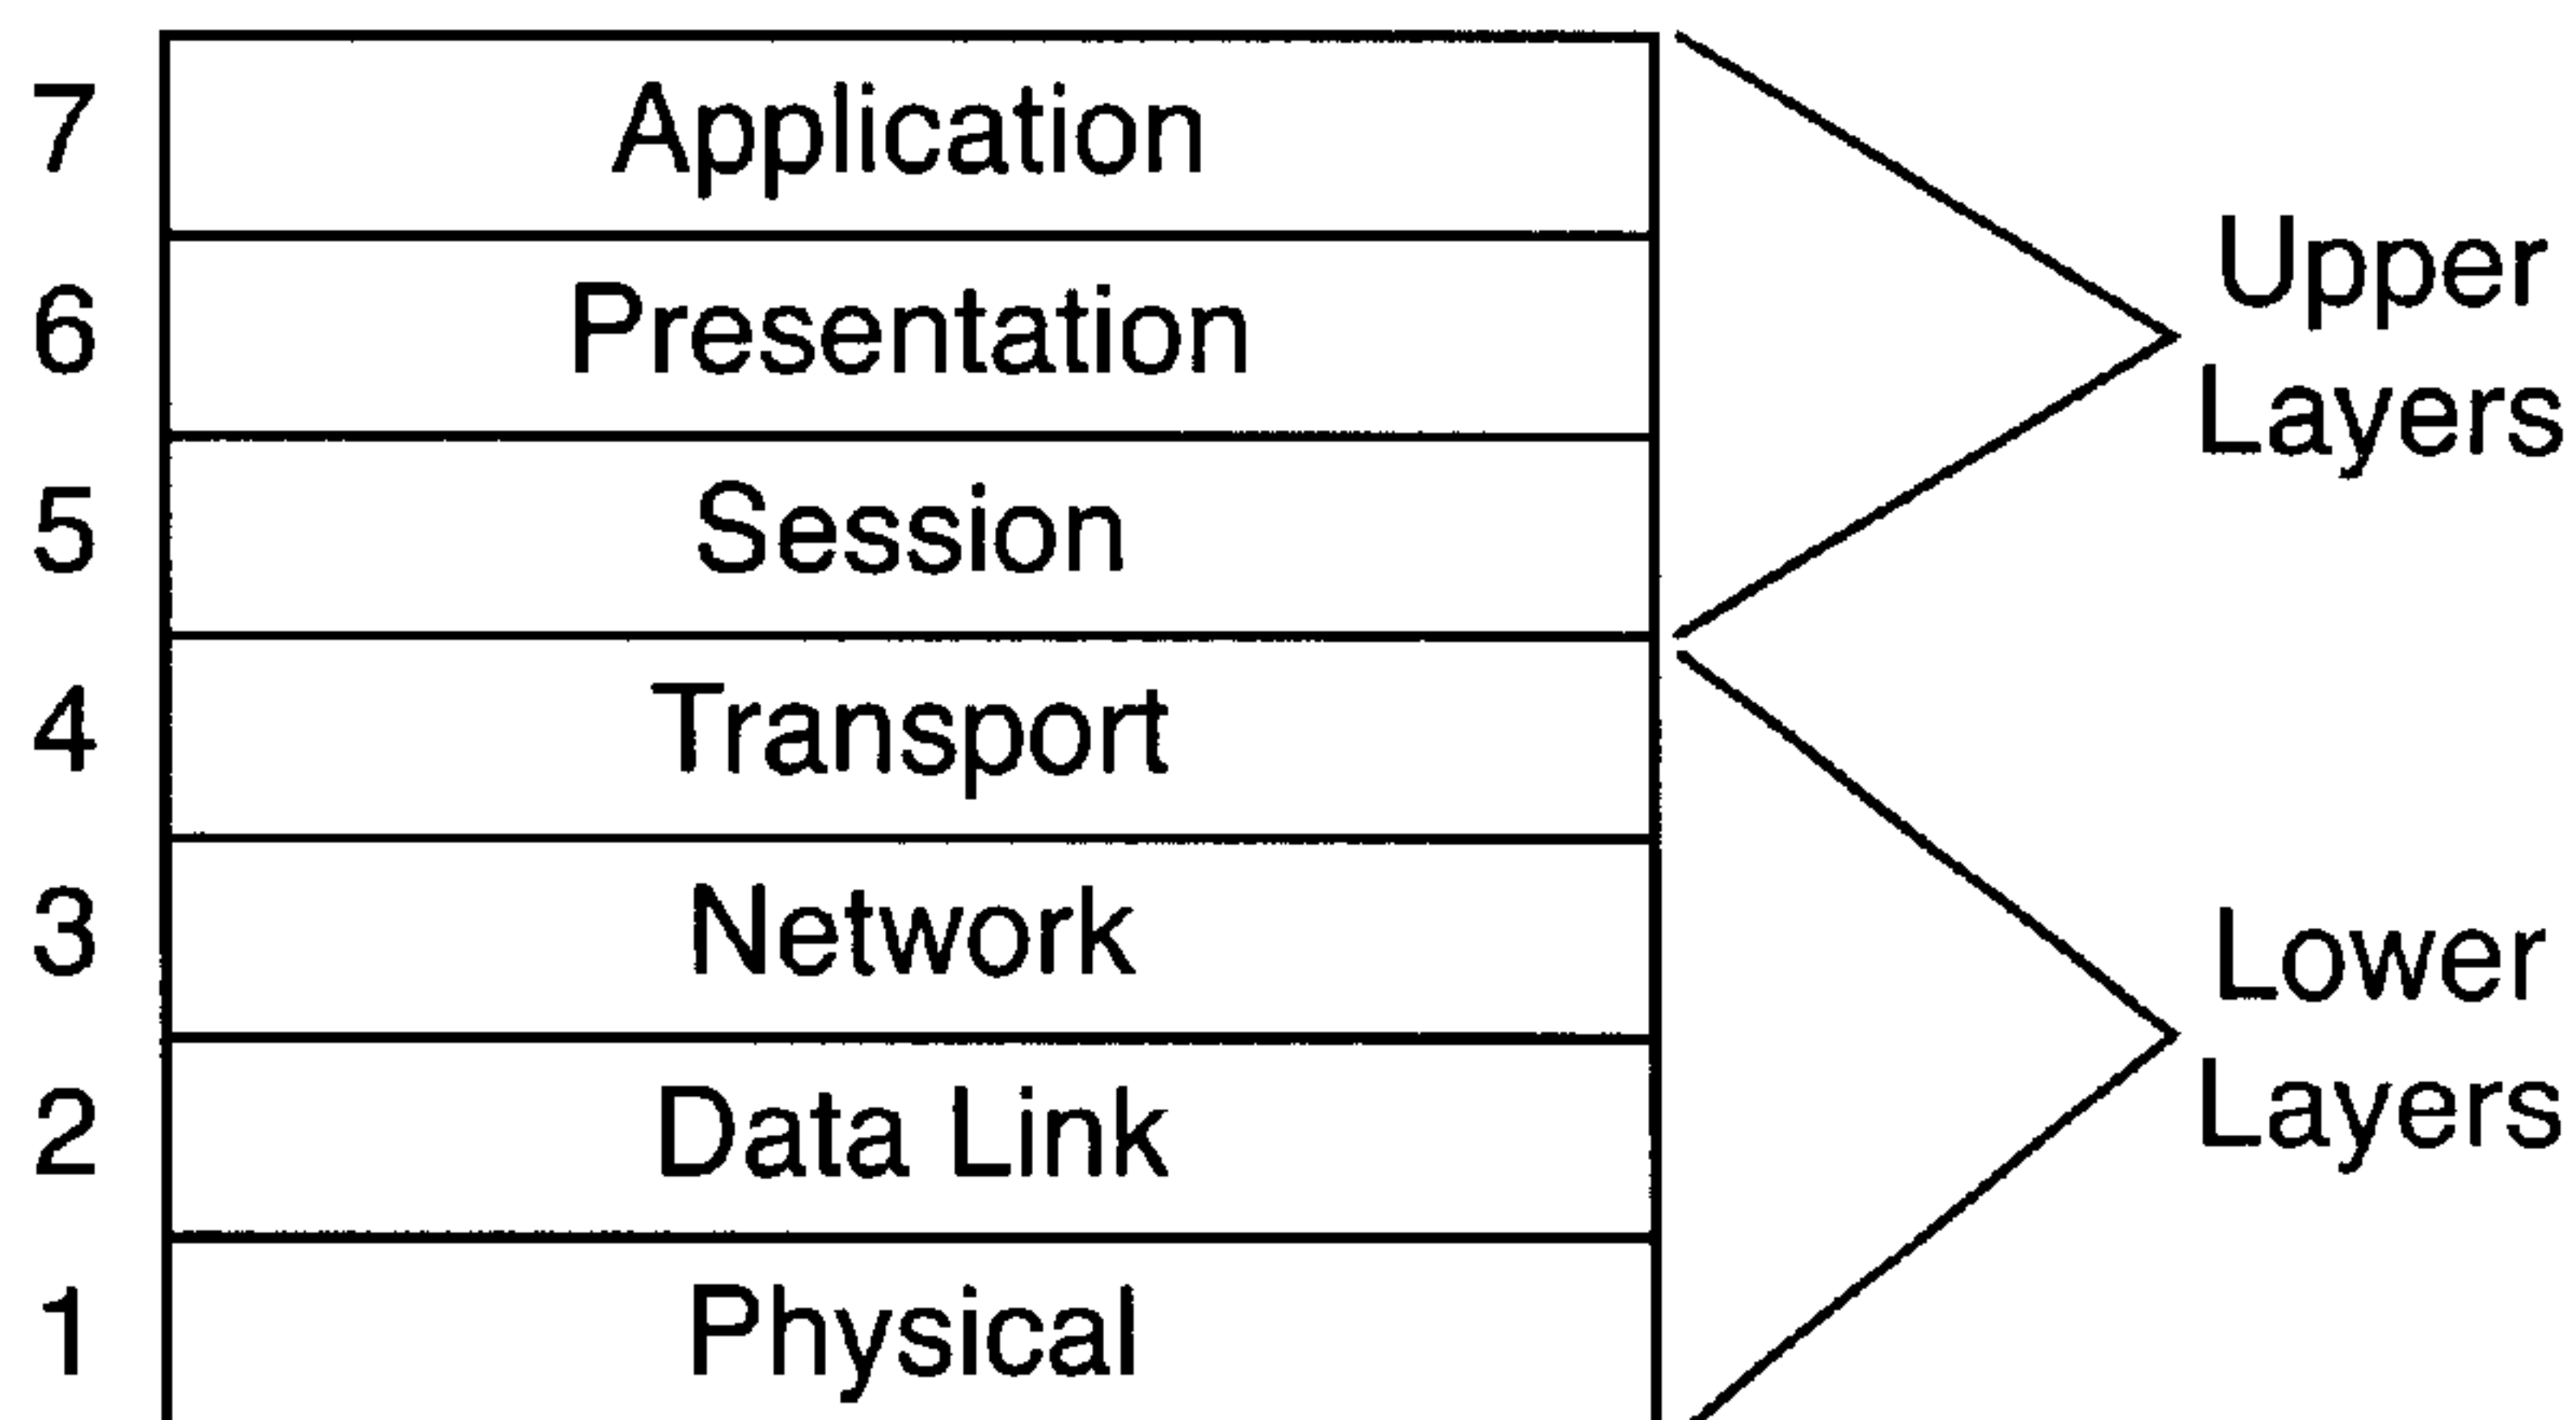 7 Application
6 Presentation
5 Session
4 Transport
3 Network
2 Data Link
1 Physical
Upper
Layers
Lower
Layers